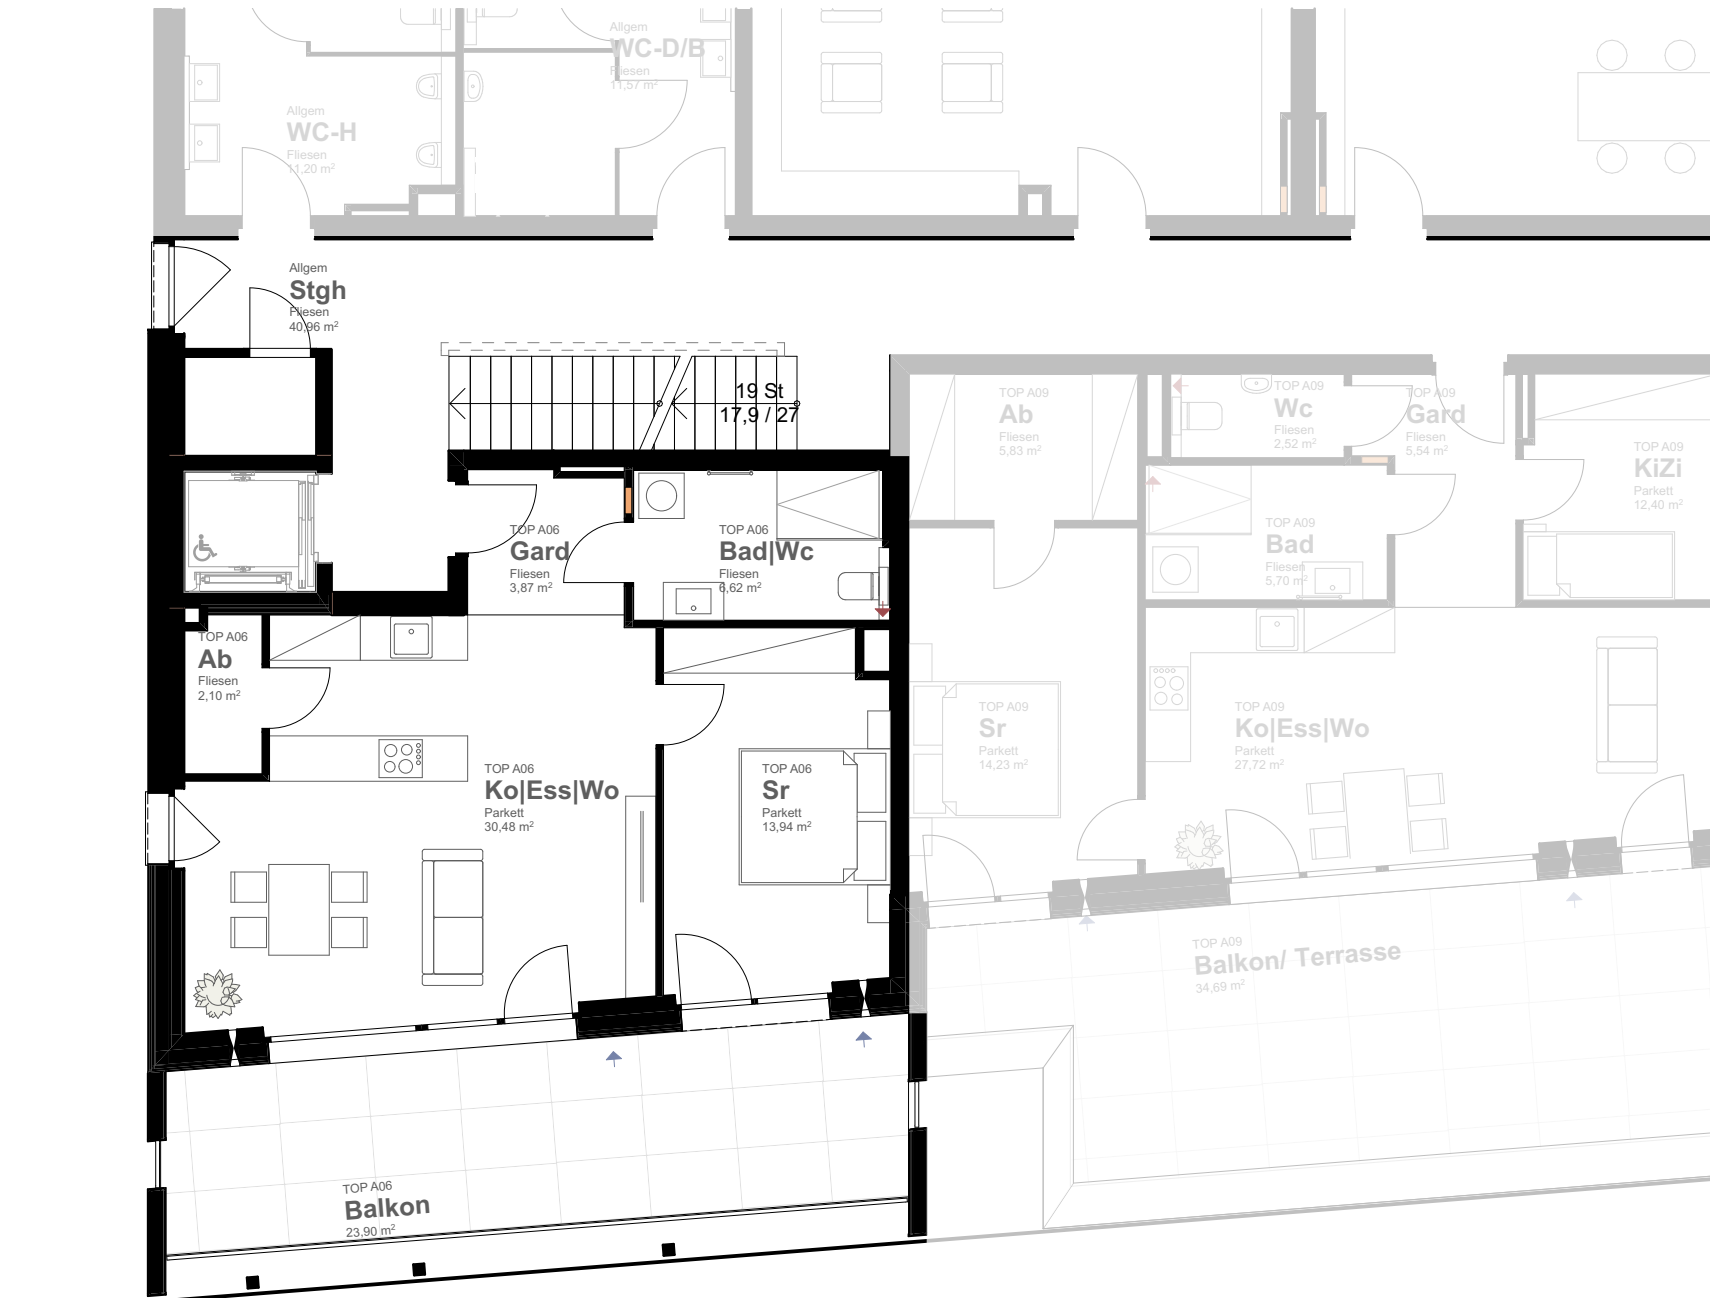 Allgem
WC-D/B
Fliesen
11,57 m²
Allgem
WC-H
Fliesen
11,20 m²
Allgem
Stgh
Fliesen
40,96 m²
19 St
17,9 / 27
TOP A09
Ab
Fliesen
5,83 m²
TOP A09
Wc
Fliesen
2,52 m²
TOP A09
Gard
Fliesen
5,54 m²
TOP A09
KiZi
Parkett
12,40 m²
TOP A06
Gard
Fliesen
3,87 m²
TOP A06
Bad|Wc
Fliesen
6,62 m²
TOP A09
Bad
Fliesen
5,70 m²
TOP A06
Ab
Fliesen
2,10 m²
TOP A09
Sr
Parkett
14,23 m²
TOP A09
Ko|Ess|Wo
Parkett
27,72 m²
TOP A06
Ko|Ess|Wo
Parkett
30,48 m²
TOP A06
Sr
Parkett
13,94 m²
TOP A09
Balkon/ Terrasse
34,69 m²
TOP A06
Balkon
23,90 m²